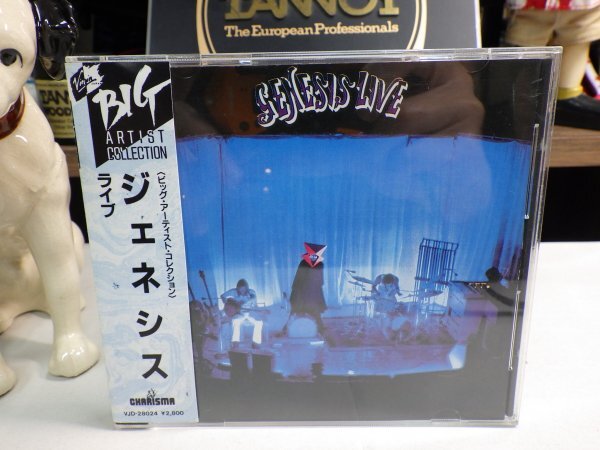 TANNOY
The European Professionals
Virgin
BIG
ARTIST
COLLECTION
〈ビッグ・アーティスト・コレクション〉
ジェネシス
ライブ
CHARISMA
VJD-28024 ¥2,800
GENESIS LIVE